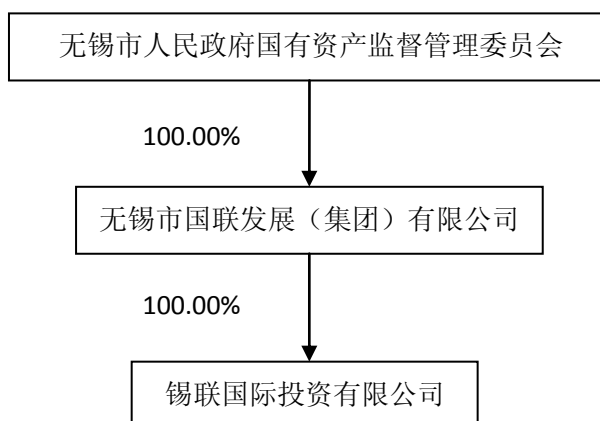 无锡市人民政府国有资产监督管理委员会
100.00%
无锡市国联发展（集团）有限公司
100.00%
锡联国际投资有限公司